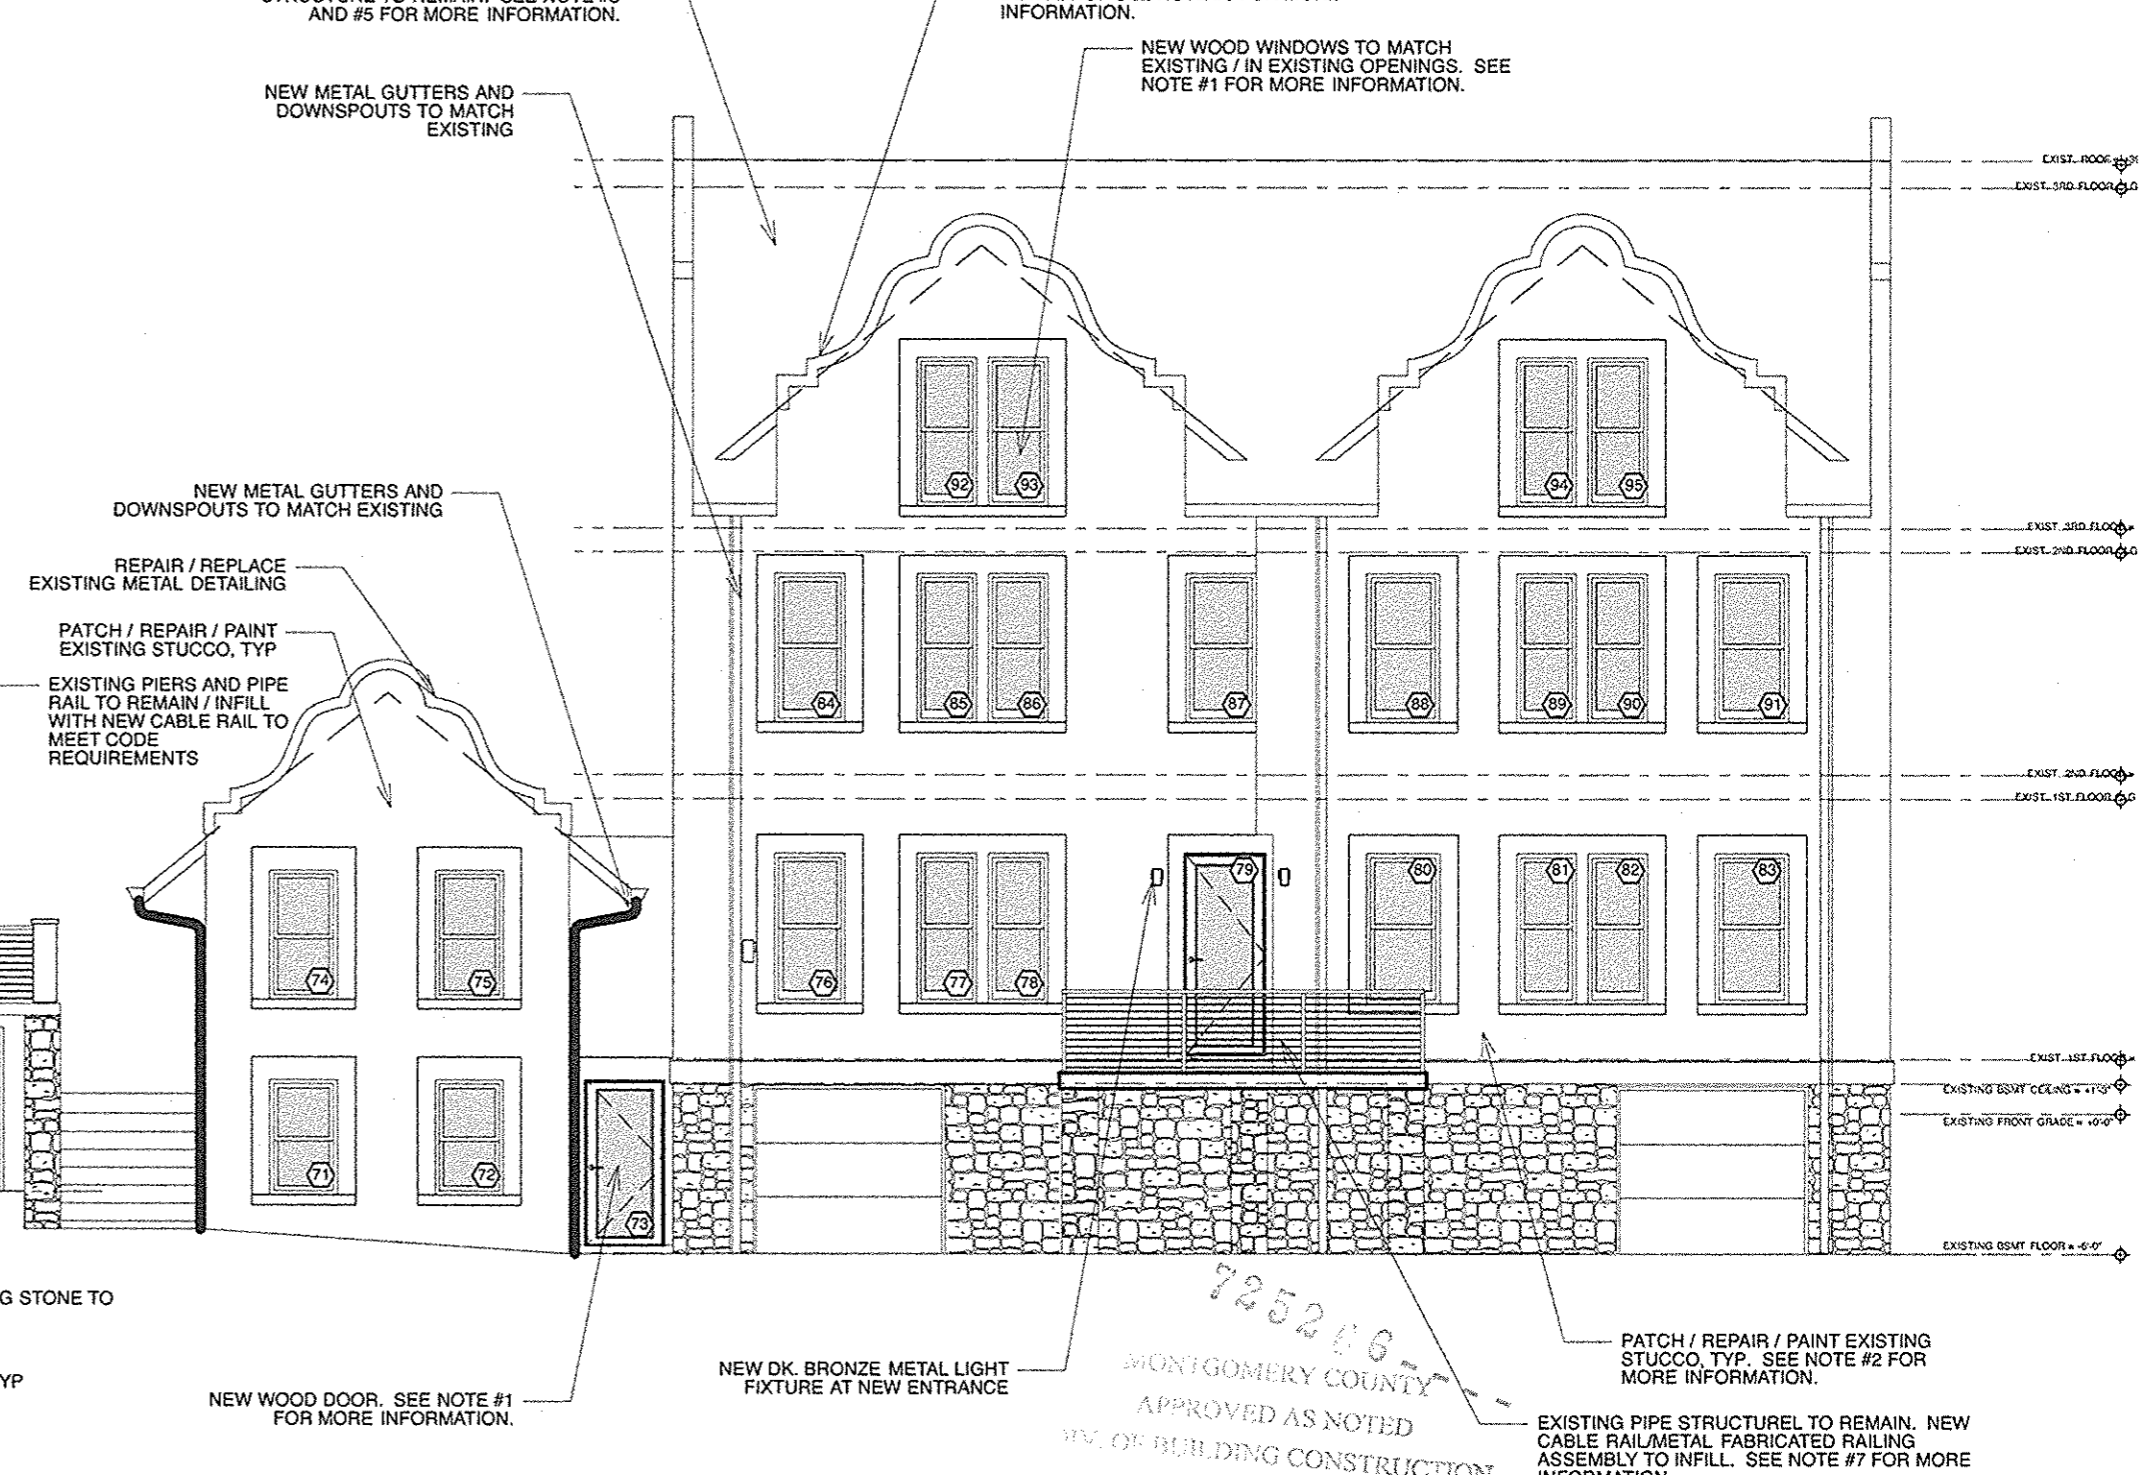 AND #5 FOR MORE INFORMATION.
INFORMATION.
NEW WOOD WINDOWS TO MATCH
EXISTING / IN EXISTING OPENINGS. SEE
NOTE #1 FOR MORE INFORMATION.
NEW METAL GUTTERS AND
DOWNSPOUTS TO MATCH
EXISTING
EXIST. ROOF
EXIST. 3RD FLOOR
92
93
94
95
NEW METAL GUTTERS AND
DOWNSPOUTS TO MATCH EXISTING
EXIST. 3RD FLOOR
EXIST. 2ND FLOOR
REPAIR / REPLACE
EXISTING METAL DETAILING
PATCH / REPAIR / PAINT
EXISTING STUCCO, TYP
EXISTING PIERS AND PIPE
RAIL TO REMAIN / INFILL
WITH NEW CABLE RAIL TO
MEET CODE
REQUIREMENTS
84
85
86
87
88
89
90
91
EXIST. 2ND FLOOR
EXIST. 1ST FLOOR
79
80
81
82
83
74
75
76
77
78
EXIST. 1ST FLOOR
EXISTING BSMT CEILING = +1'-3"
EXISTING FRONT GRADE = +0'-0"
71
72
73
EXISTING BSMT FLOOR = -6'-0"
G STONE TO
YP
NEW WOOD DOOR. SEE NOTE #1
FOR MORE INFORMATION.
NEW DK. BRONZE METAL LIGHT
FIXTURE AT NEW ENTRANCE
MONTGOMERY COUNTY
APPROVED AS NOTED
DIV. OF BUILDING CONSTRUCTION
PATCH / REPAIR / PAINT EXISTING
STUCCO, TYP. SEE NOTE #2 FOR
MORE INFORMATION.
EXISTING PIPE STRUCTUREL TO REMAIN. NEW
CABLE RAIL/METAL FABRICATED RAILING
ASSEMBLY TO INFILL. SEE NOTE #7 FOR MORE